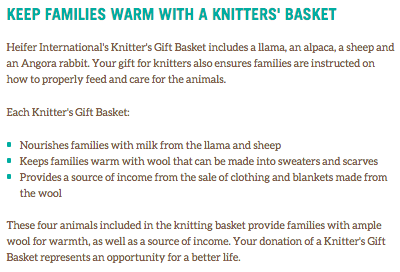 KEEP FAMILIES WARM WITH A KNITTERS' BASKET
Heifer International's Knitter's Gift Basket includes a llama, an alpaca, a sheep and
an Angora rabbit. Your gift for knitters also ensures families are instructed on
how to properly feed and care for the animals.
Each Knitter's Gift Basket:
Nourishes families with milk from the llama and sheep
Keeps families warm with wool that can be made into sweaters and scarves
Provides a source of income from the sale of clothing and blankets made from
the wool
These four animals included in the knitting basket provide families with ample
wool for warmth, as well as a source of income. Your donation of a Knitter's Gift
Basket represents an opportunity for a better life.